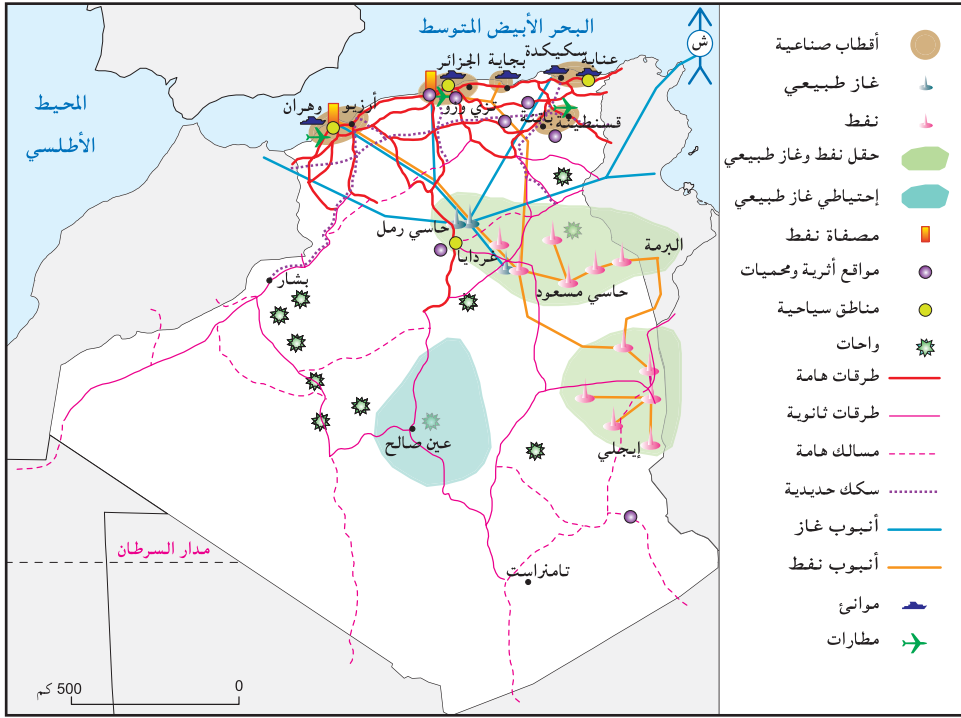 البحر الأبيض المتوسط
ش
المحيط
الأطلسي
عنابة
سكيكدة
بجاية
الجزائر
تزي وزو
أرزيو
وهران
باتنة
قسنطينة
حاسي رمل
غرداية
البرمة
حاسي مسعود
بشار
إيجلي
عين صالح
تامنراست
مدار السرطان
0
500 كم
أقطاب صناعية
غاز طبيعي
نفط
حقل نفط وغاز طبيعي
إحتياطي غاز طبيعي
مصفاة نفط
مواقع أثرية ومحميات
مناطق سياحية
واحات
طرقات هامة
طرقات ثانوية
مسالك هامة
سكك حديدية
أنبوب غاز
أنبوب نفط
موانئ
مطارات